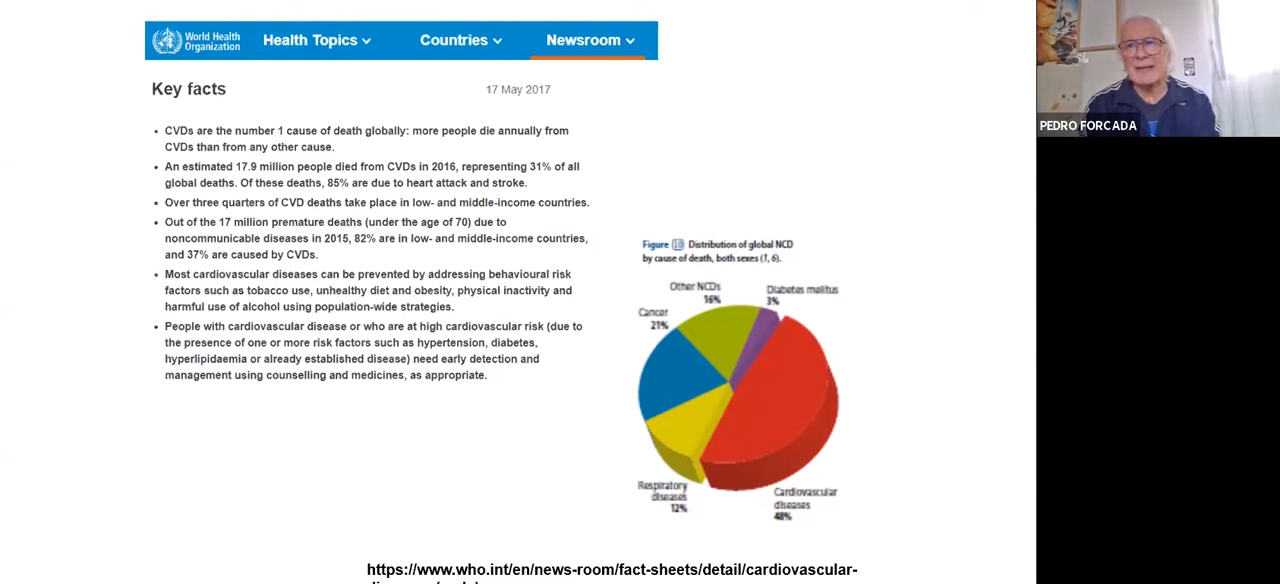 World Health
Organization
Health Topics
Countries
Newsroom
PEDRO FORCADA
Key facts
17 May 2017
CVDs are the number 1 cause of death globally: more people die annually from
CVDs than from any other cause.
An estimated 17.9 million people died from CVDs in 2016, representing 31% of all
global deaths. Of these deaths, 85% are due to heart attack and stroke.
Over three quarters of CVD deaths take place in low- and middle-income countries.
Out of the 17 million premature deaths (under the age of 70) due to
noncommunicable diseases in 2015, 82% are in low- and middle-income countries,
and 37% are caused by CVDs.
Most cardiovascular diseases can be prevented by addressing behavioural risk
factors such as tobacco use, unhealthy diet and obesity, physical inactivity and
harmful use of alcohol using population-wide strategies.
People with cardiovascular disease or who are at high cardiovascular risk (due to
the presence of one or more risk factors such as hypertension, diabetes,
hyperlipidaemia or already established disease) need early detection and
management using counselling and medicines, as appropriate.
Figure 10 Distribution of global NCD
by cause of death, both sexes (1, 6).
Other NCDs
16%
Diabetes melitus
3%
Cancer
21%
Respiratory
diseases
12%
Cardiovascular
diseases
48%
https://www.who.int/en/news-room/fact-sheets/detail/cardiovascular-